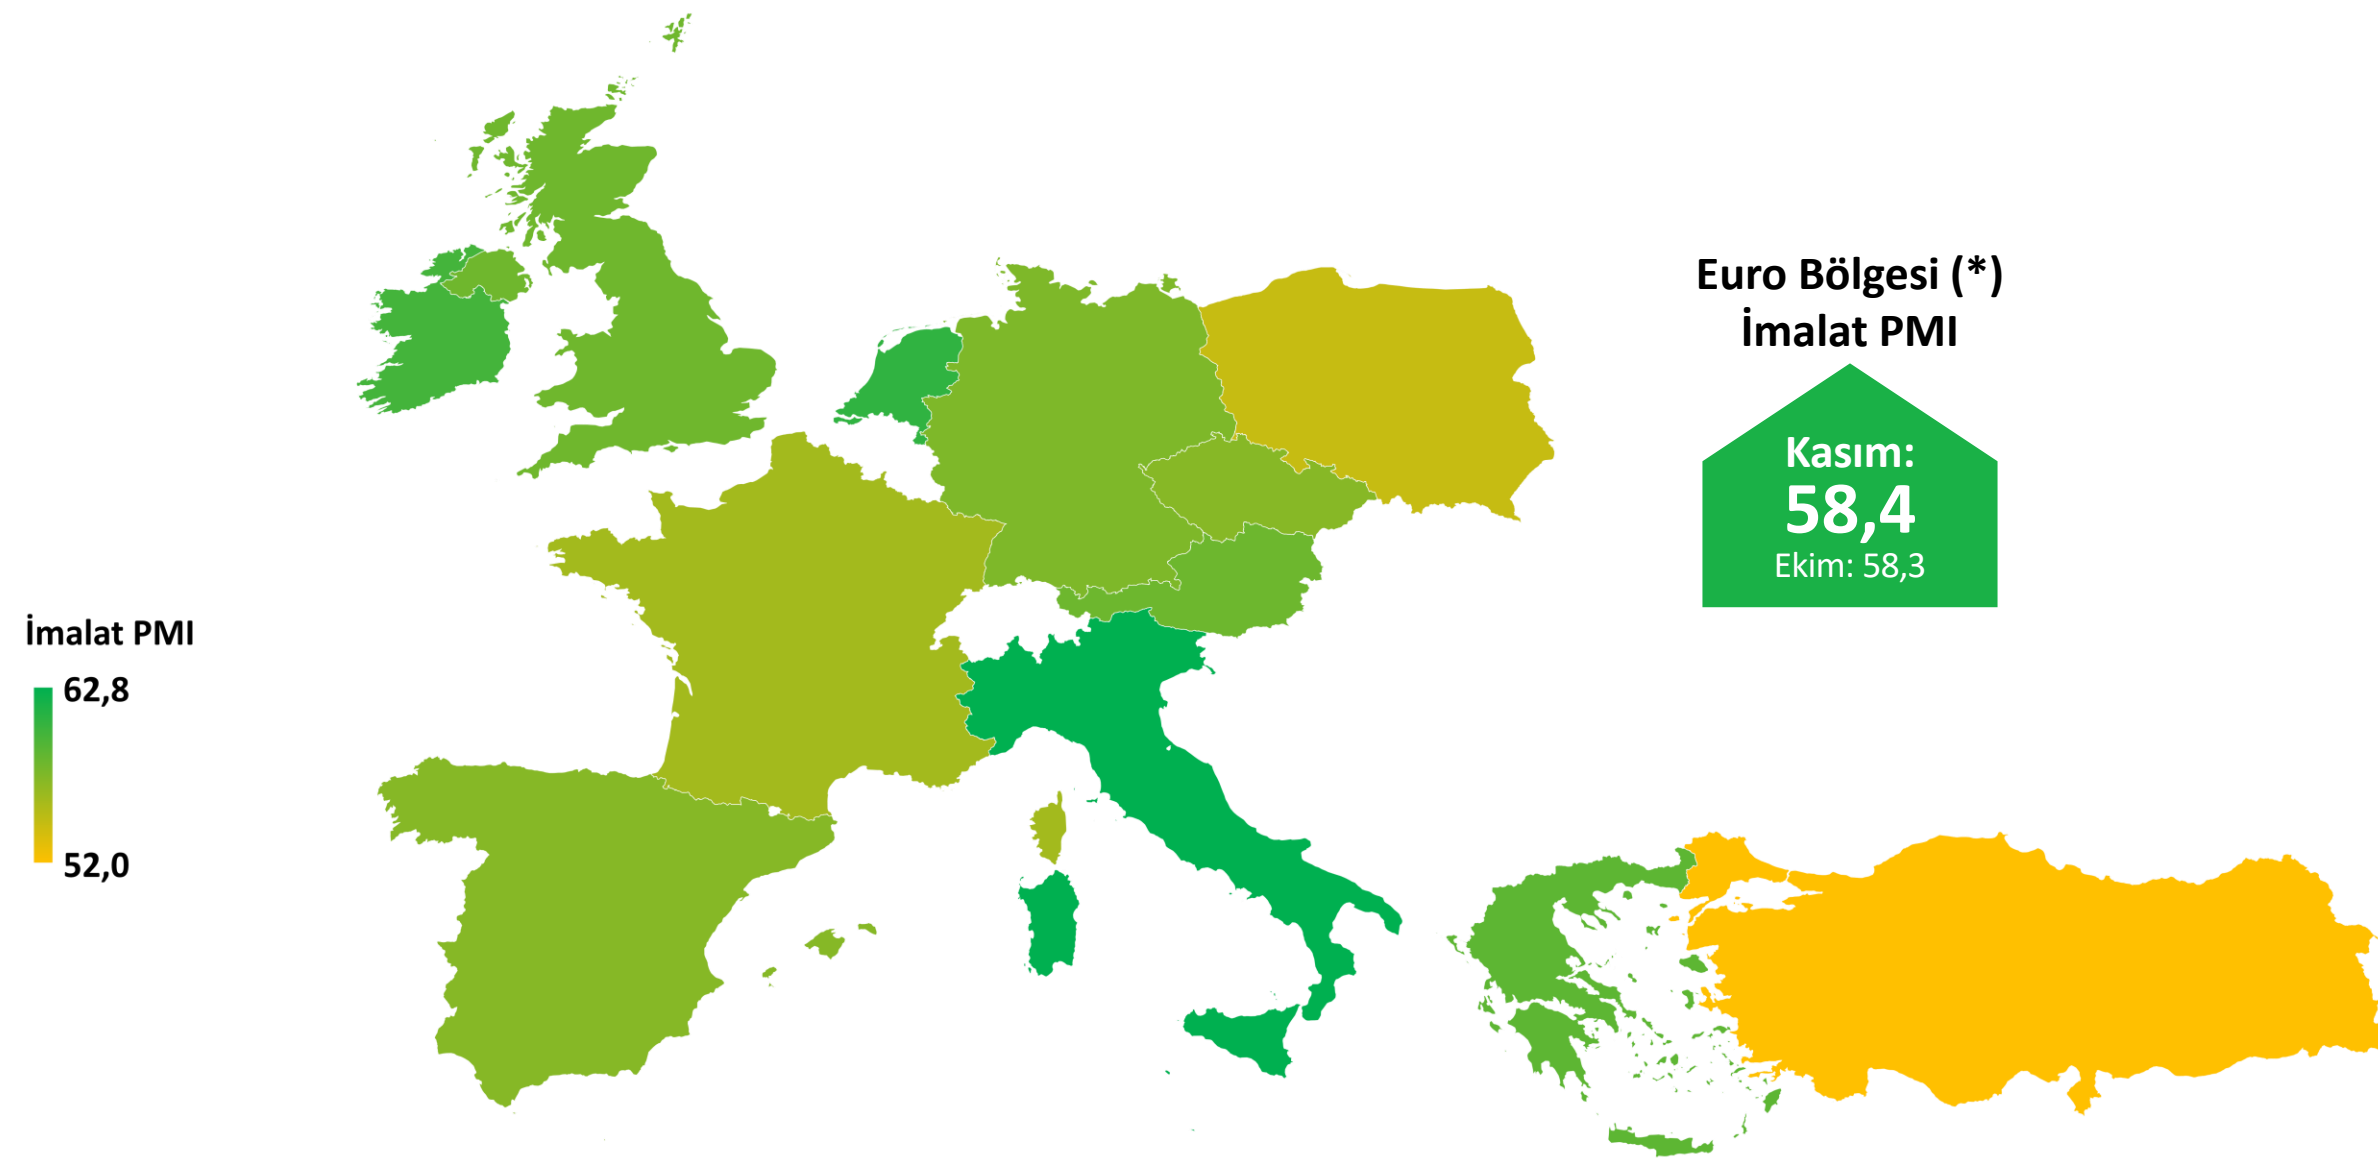 Euro Bölgesi (*)
İmalat PMI
Kasım:
58,4
Ekim: 58,3
İmalat PMI
62,8
52,0